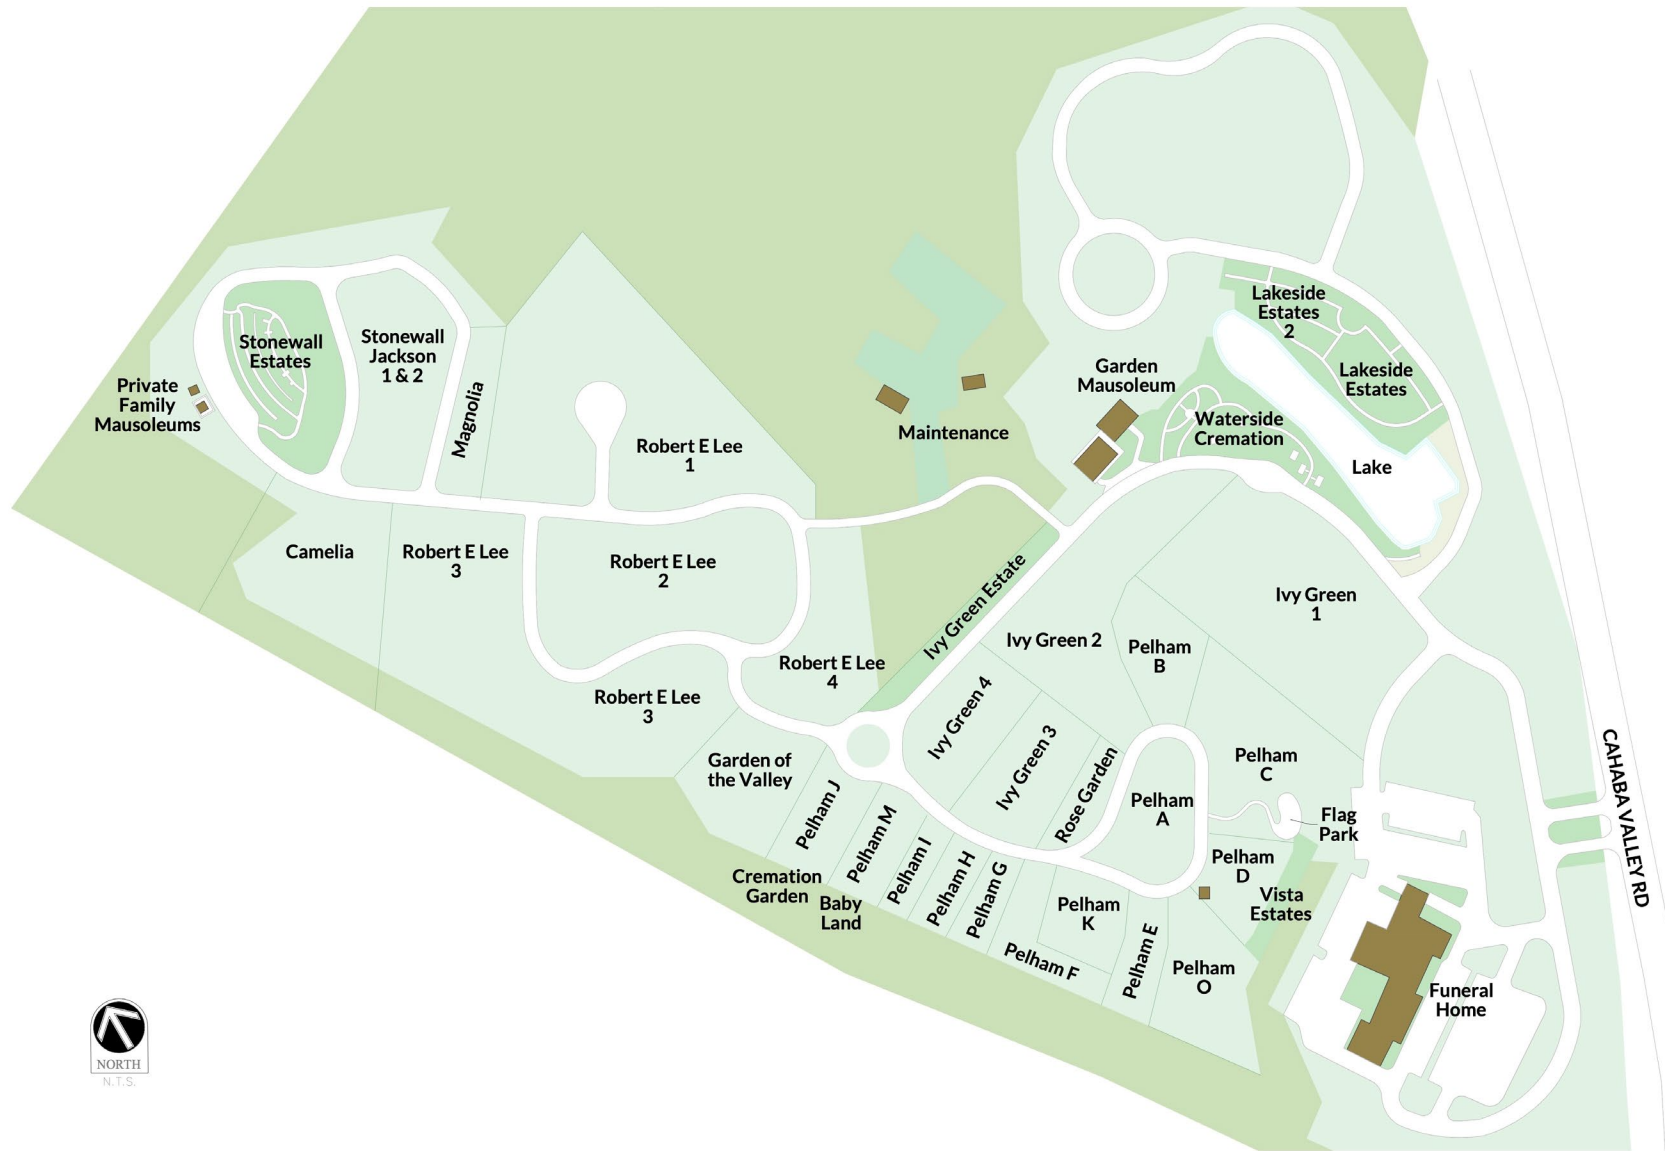 Lakeside
Estates
2
Lakeside
Estates
Stonewall
Estates
Stonewall
Jackson
1 & 2
Private
Family
Mausoleums
Magnolia
Robert E Lee
1
Maintenance
Garden
Mausoleum
Waterside
Cremation
Lake
Camelia
Robert E Lee
3
Robert E Lee
2
Ivy Green Estate
Ivy Green
1
Ivy Green 2
Pelham
B
Robert E Lee
4
Robert E Lee
3
Ivy Green 4
Ivy Green 3
Rose Garden
Garden of
the Valley
Pelham J
Pelham M
Pelham I
Pelham H
Pelham G
Pelham
A
Pelham
C
Flag
Park
Pelham
D
Vista
Estates
Cremation
Garden
Baby
Land
Pelham
K
Pelham F
Pelham E
Pelham
O
Funeral
Home
CAHABA VALLEY RD
NORTH
N.T.S.